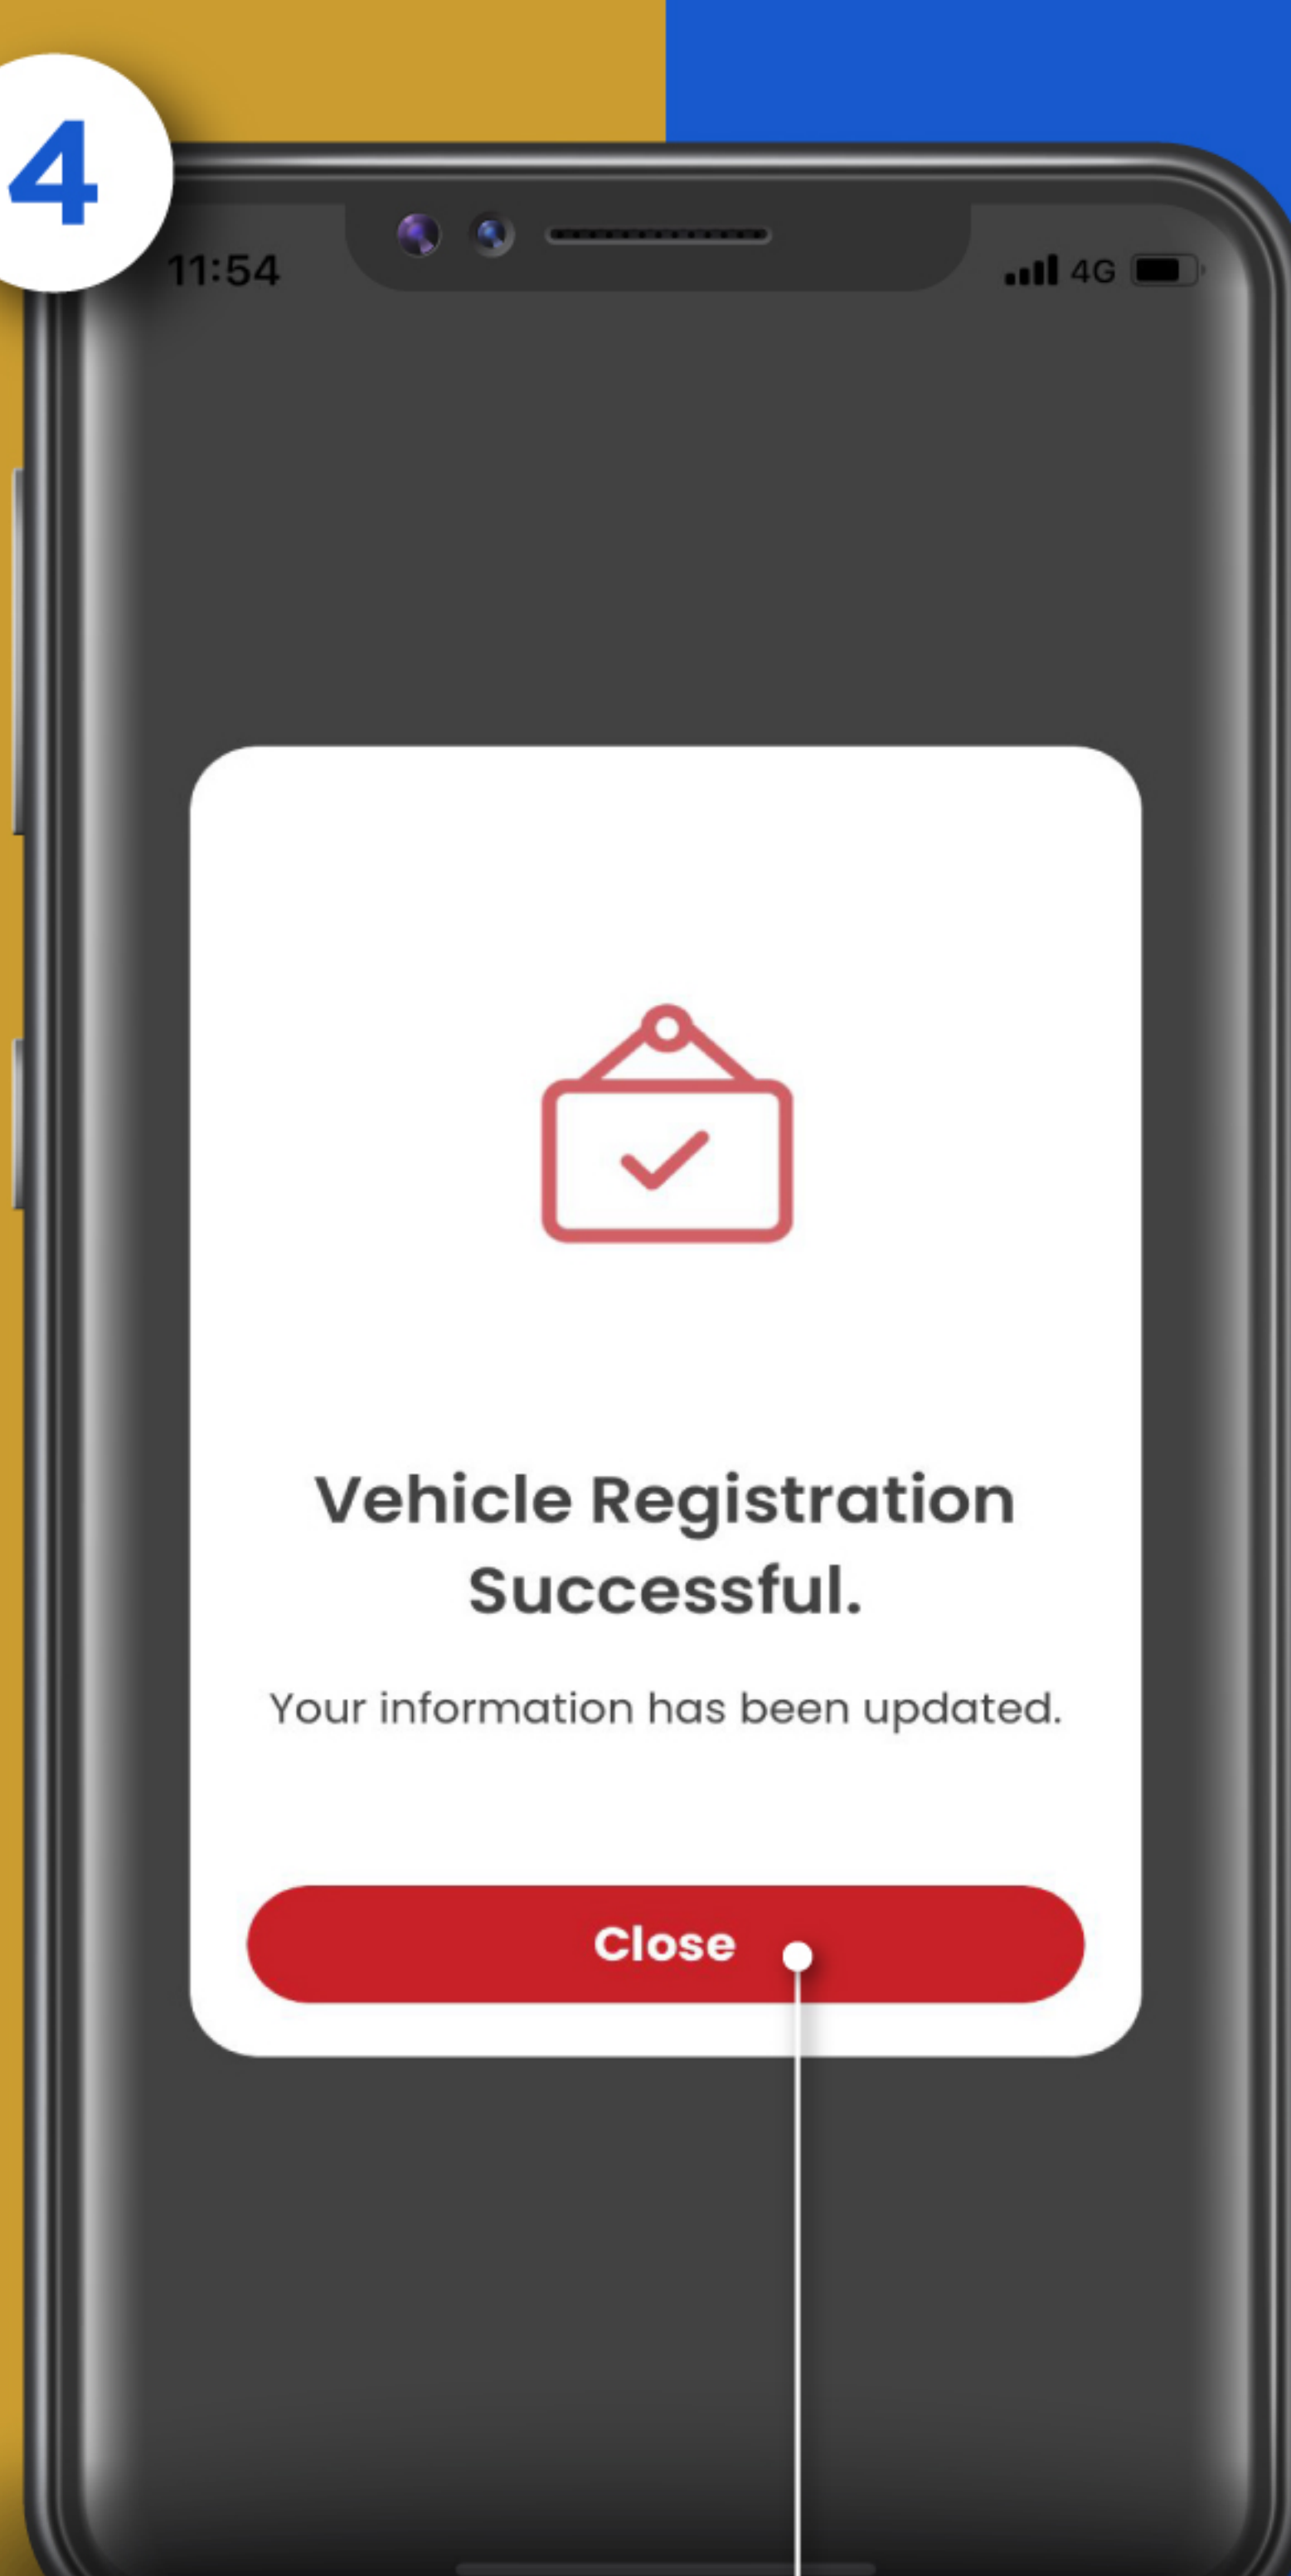 4
11:54
4G
Vehicle Registration
Successful.
Your information has been updated.
Close